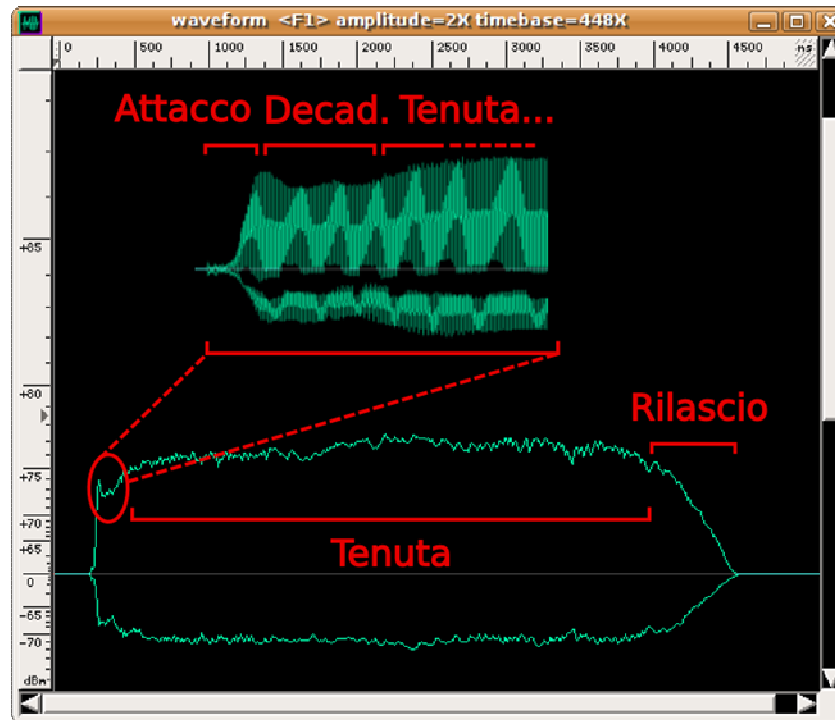 waveform <F1> amplitude=2X timebase=448X
0 500 1000 1500 2000 2500 3000 3500 4000 4500 ms
Attacco Decad. Tenuta...
+85
+80
Rilascio
+75
+70
+65
Tenuta
0
-65
-70
dBm